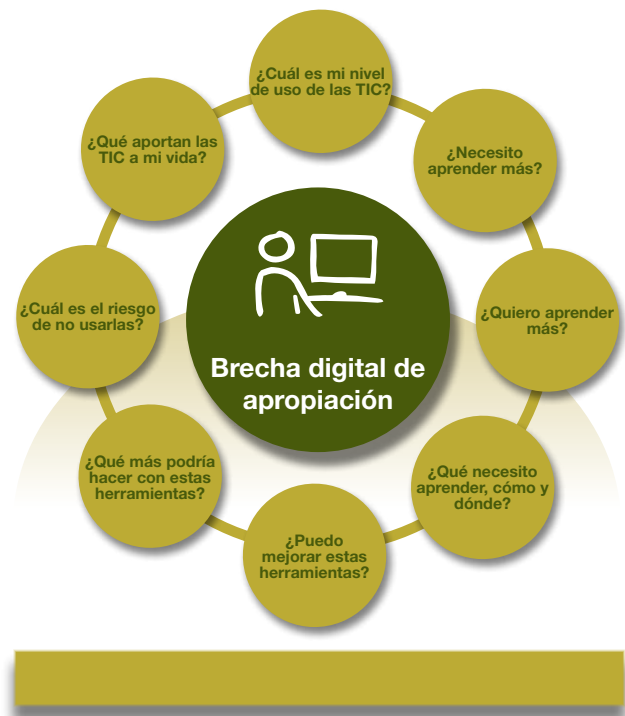 ¿Cuál es mi nivel
de uso de las TIC?
¿Necesito
aprender más?
¿Quiero aprender
más?
¿Qué necesito
aprender, cómo y
dónde?
¿Puedo
mejorar estas
herramientas?
¿Qué más podría
hacer con estas
herramientas?
¿Cuál es el riesgo
de no usarlas?
¿Qué aportan las
TIC a mi vida?
Brecha digital de
apropiación